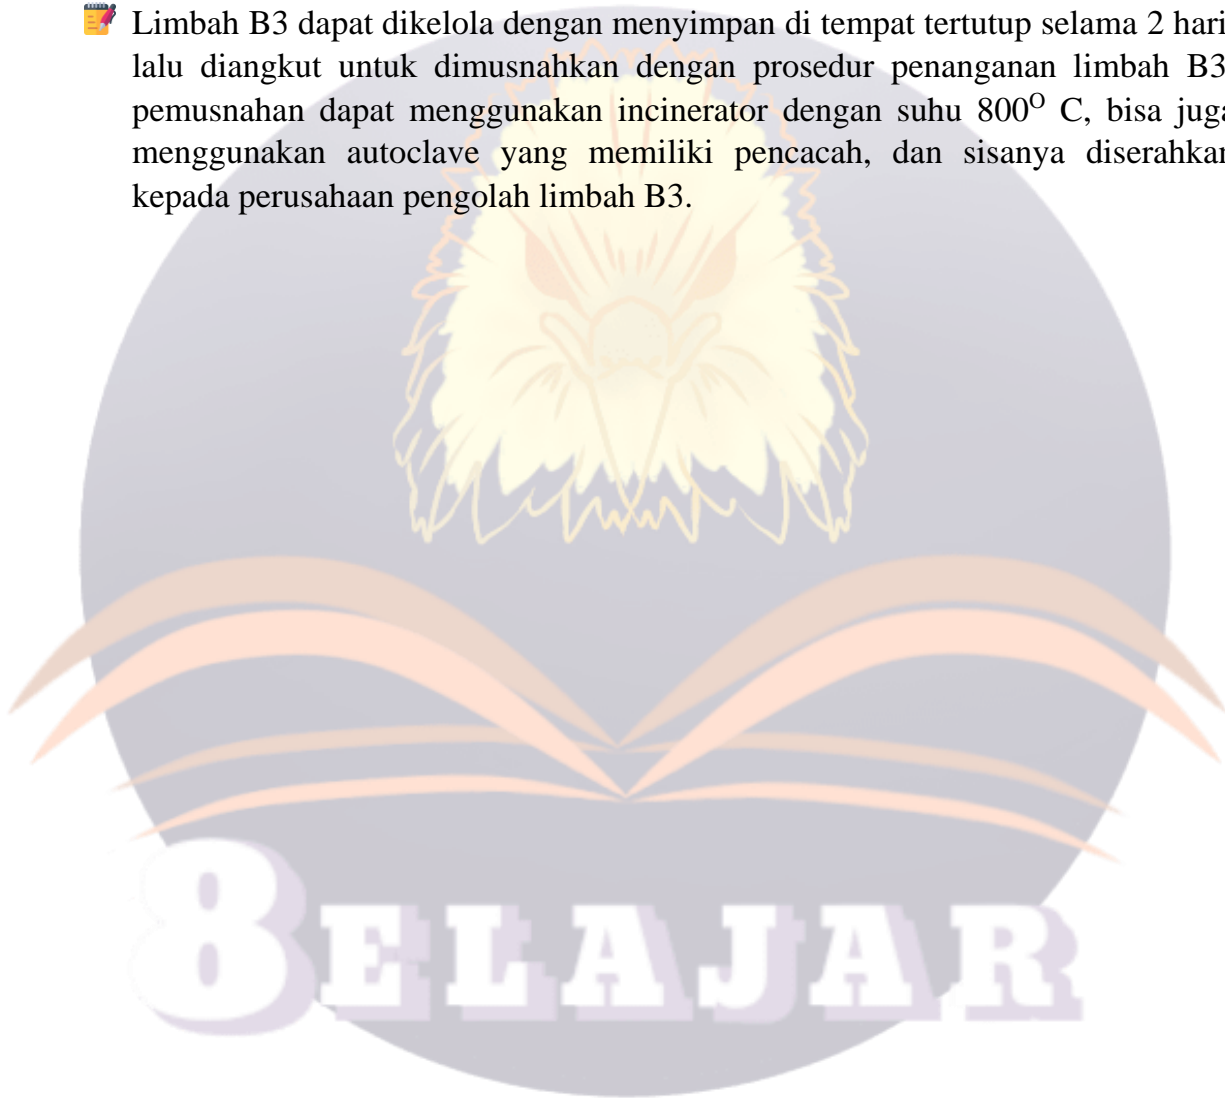 Limbah B3 dapat dikelola dengan menyimpan di tempat tertutup selama 2 hari
lalu diangkut untuk dimusnahkan dengan prosedur penanganan limbah B3
pemusnahan dapat menggunakan incinerator dengan suhu 800ᴼ C, bisa juga
menggunakan autoclave yang memiliki pencacah, dan sisanya diserahkan
kepada perusahaan pengolah limbah B3.
8ELAJAR